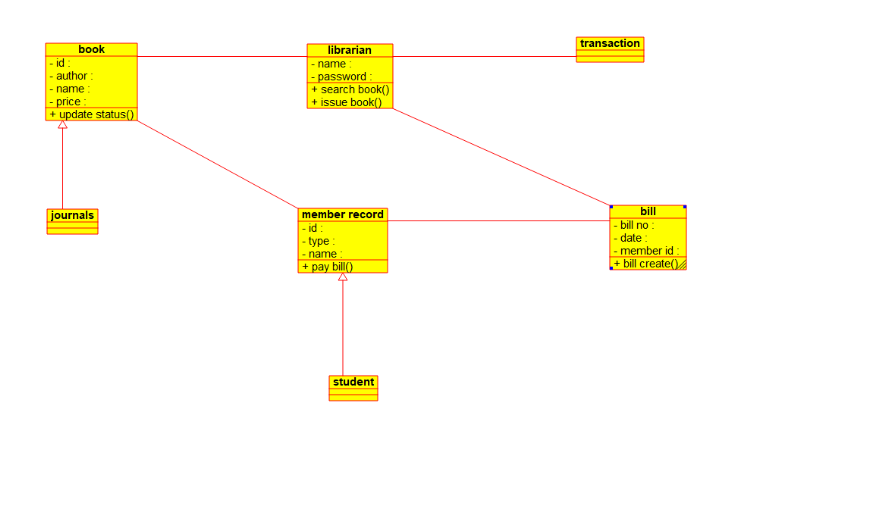 book
- id :
- author :
- name :
- price :
+ update status()
librarian
- name :
- password :
+ search book()
+ issue book()
transaction
journals
member record
- id :
- type :
- name :
+ pay bill()
bill
- bill no :
- date :
- member id :
+ bill create()
student